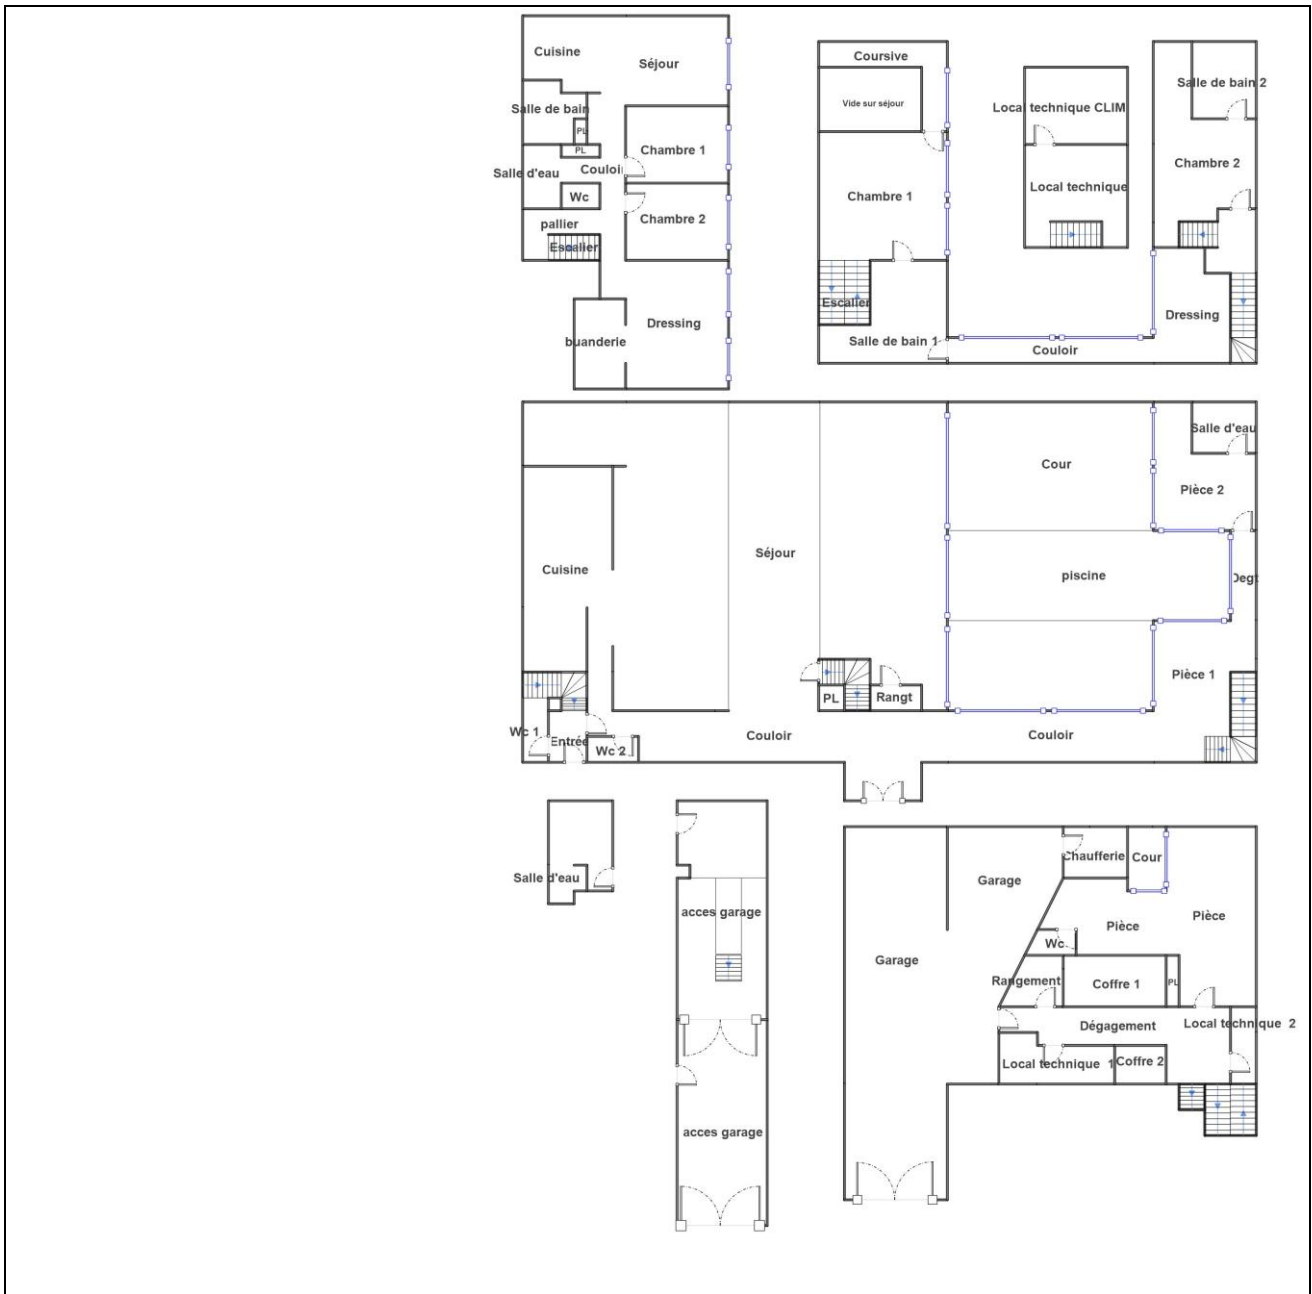 Cuisine
Séjour
Salle de bain
PL
PL
Chambre 1
Salle d'eau
Couloir
Wc
Chambre 2
pallier
Escalier
Dressing
buanderie
Coursive
Vide sur séjour
Chambre 1
Escalier
Salle de bain 1
Couloir
Local technique CLIM
Local technique
Salle de bain 2
Chambre 2
Dressing
Cuisine
Séjour
Cour
Salle d'eau
Pièce 2
piscine
Degt
Pièce 1
PL
Rangt
Wc 1
Entrée
Wc 2
Couloir
Couloir
Salle d'eau
acces garage
acces garage
Garage
Garage
Chaufferie
Cour
Pièce
Pièce
Wc
Rangement
Coffre 1
PL
Dégagement
Local technique 2
Local technique 1
Coffre 2